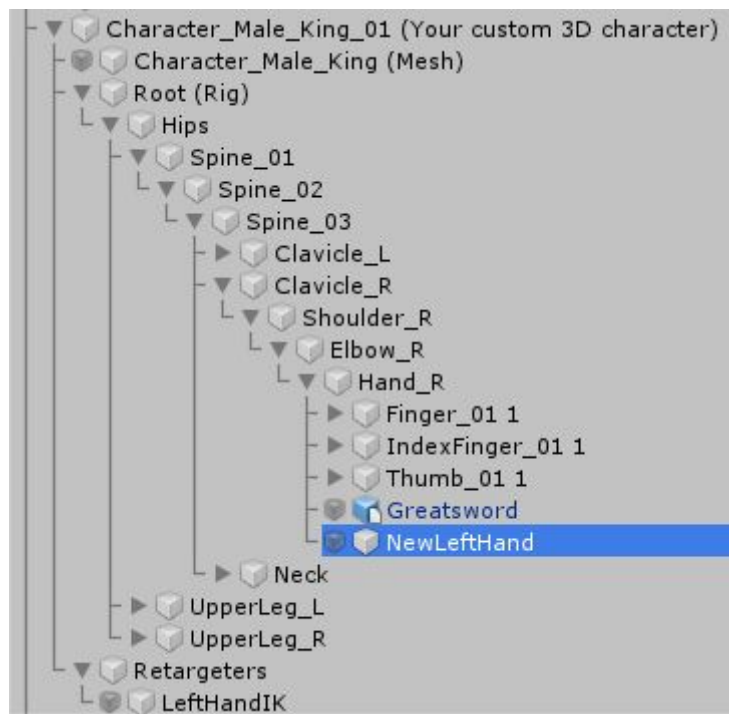 Character_Male_King_01 (Your custom 3D character)
Character_Male_King (Mesh)
Root (Rig)
Hips
Spine_01
Spine_02
Spine_03
Clavicle_L
Clavicle_R
Shoulder_R
Elbow_R
Hand_R
Finger_01 1
IndexFinger_01 1
Thumb_01 1
Greatsword
NewLeftHand
Neck
UpperLeg_L
UpperLeg_R
Retargeters
LeftHandIK